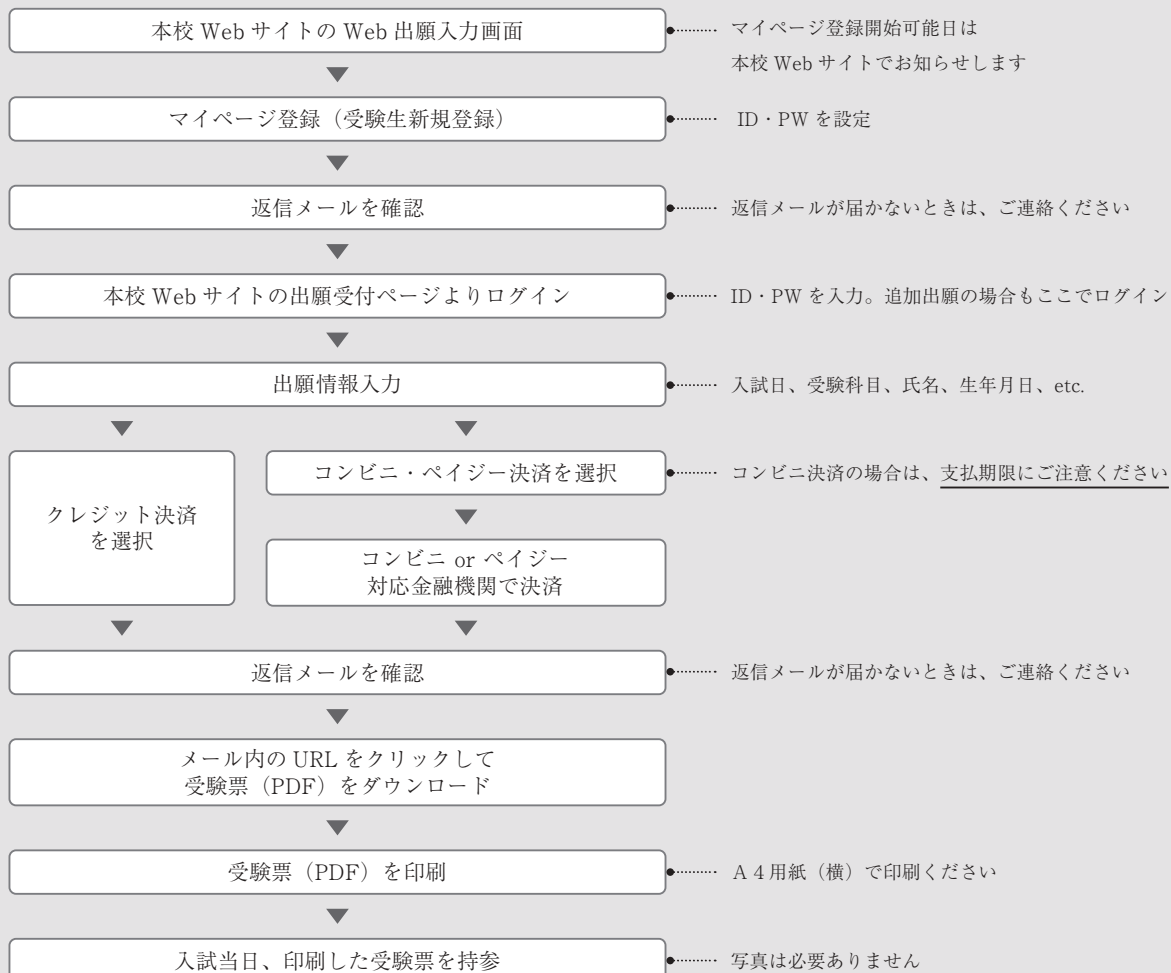 本校 Web サイトの Web 出願入力画面
マイページ登録開始可能日は
本校 Web サイトでお知らせします
マイページ登録（受験生新規登録）
ID・PW を設定
返信メールを確認
返信メールが届かないときは、ご連絡ください
本校 Web サイトの出願受付ページよりログイン
ID・PW を入力。追加出願の場合もここでログイン
出願情報入力
入試日、受験科目、氏名、生年月日、etc.
クレジット決済
を選択
コンビニ・ペイジー決済を選択
コンビニ決済の場合は、支払期限にご注意ください
コンビニ or ペイジー
対応金融機関で決済
返信メールを確認
返信メールが届かないときは、ご連絡ください
メール内の URL をクリックして
受験票（PDF）をダウンロード
受験票（PDF）を印刷
Ａ４用紙（横）で印刷ください
入試当日、印刷した受験票を持参
写真は必要ありません